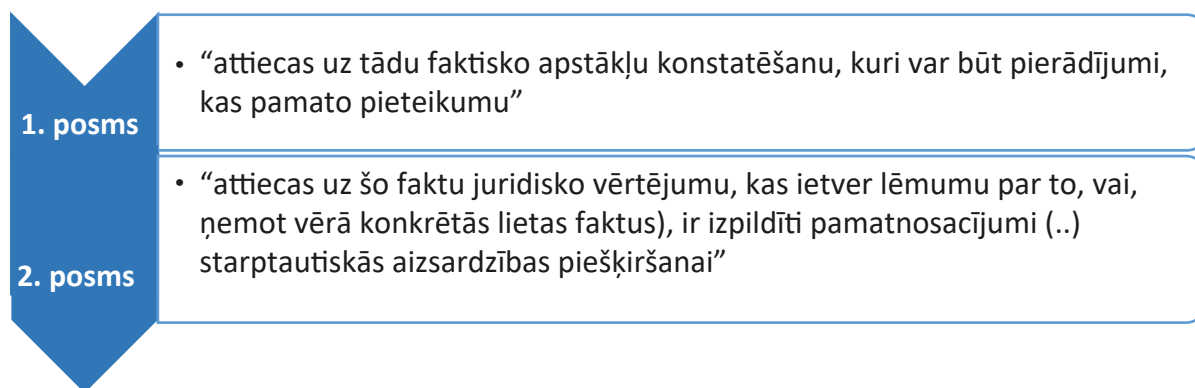 1. posms
• “attiecas uz tādu faktisko apstākļu konstatēšanu, kuri var būt pierādījumi,
kas pamato pieteikumu”
2. posms
• “attiecas uz šo faktu juridisko vērtējumu, kas ietver lēmumu par to, vai,
ņemot vērā konkrētās lietas faktus), ir izpildīti pamatnosacījumi (..)
starptautiskās aizsardzības piešķiršanai”